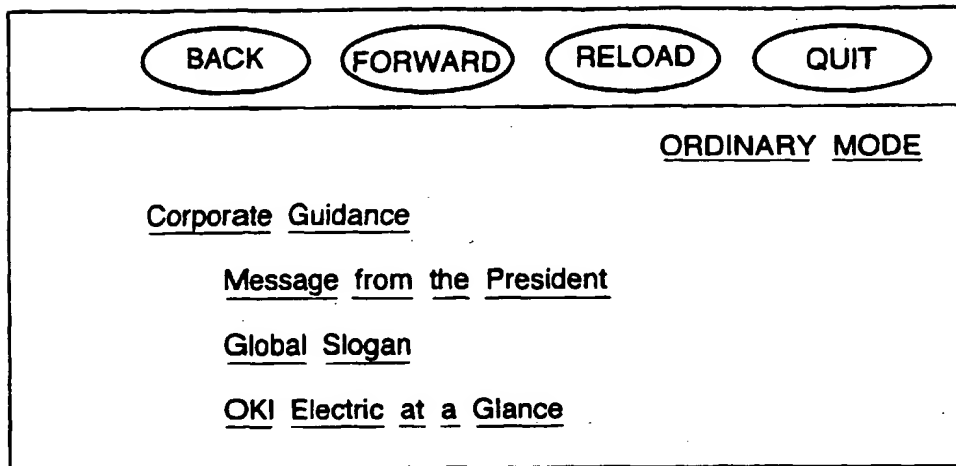 BACK FORWARD RELOAD QUIT
ORDINARY MODE
Corporate Guidance
Message from the President
Global Slogan
OKI Electric at a Glance